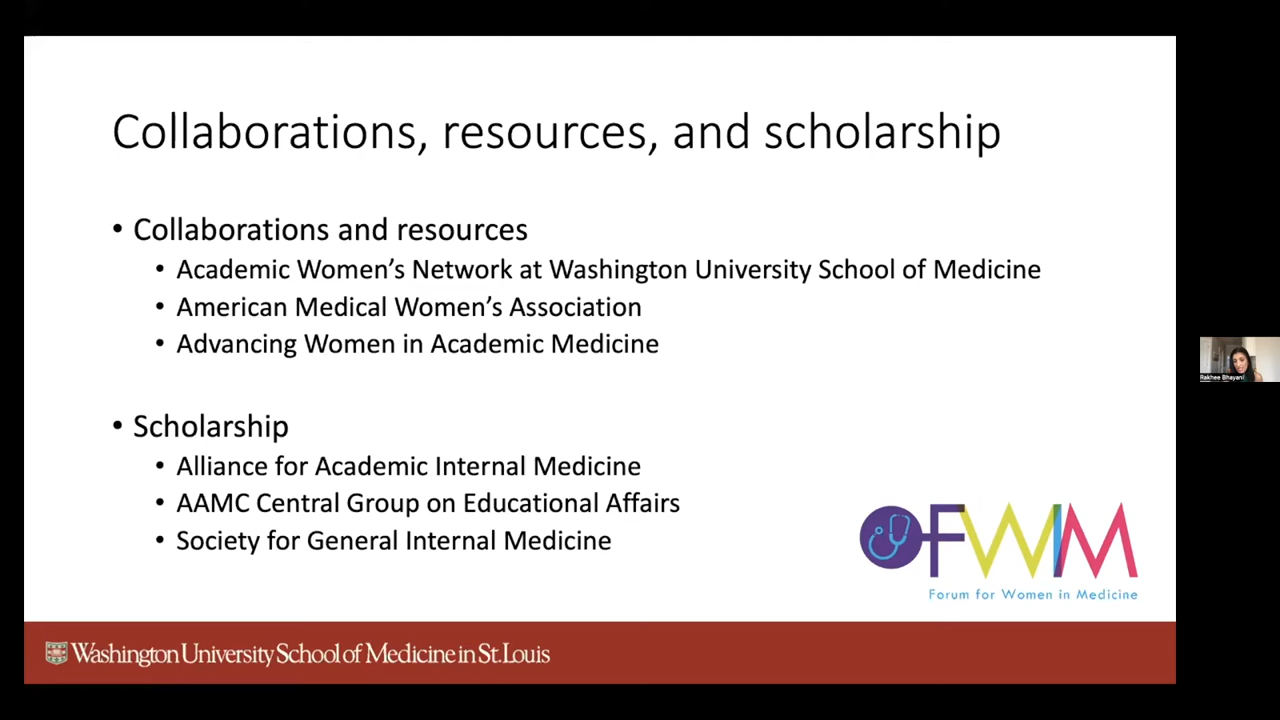 Collaborations, resources, and scholarship
• Collaborations and resources
• Academic Women’s Network at Washington University School of Medicine
• American Medical Women’s Association
• Advancing Women in Academic Medicine
• Scholarship
• Alliance for Academic Internal Medicine
• AAMC Central Group on Educational Affairs
• Society for General Internal Medicine
FWIM
Forum for Women in Medicine
Washington University School of Medicine in St. Louis
Rakhee Bhayani